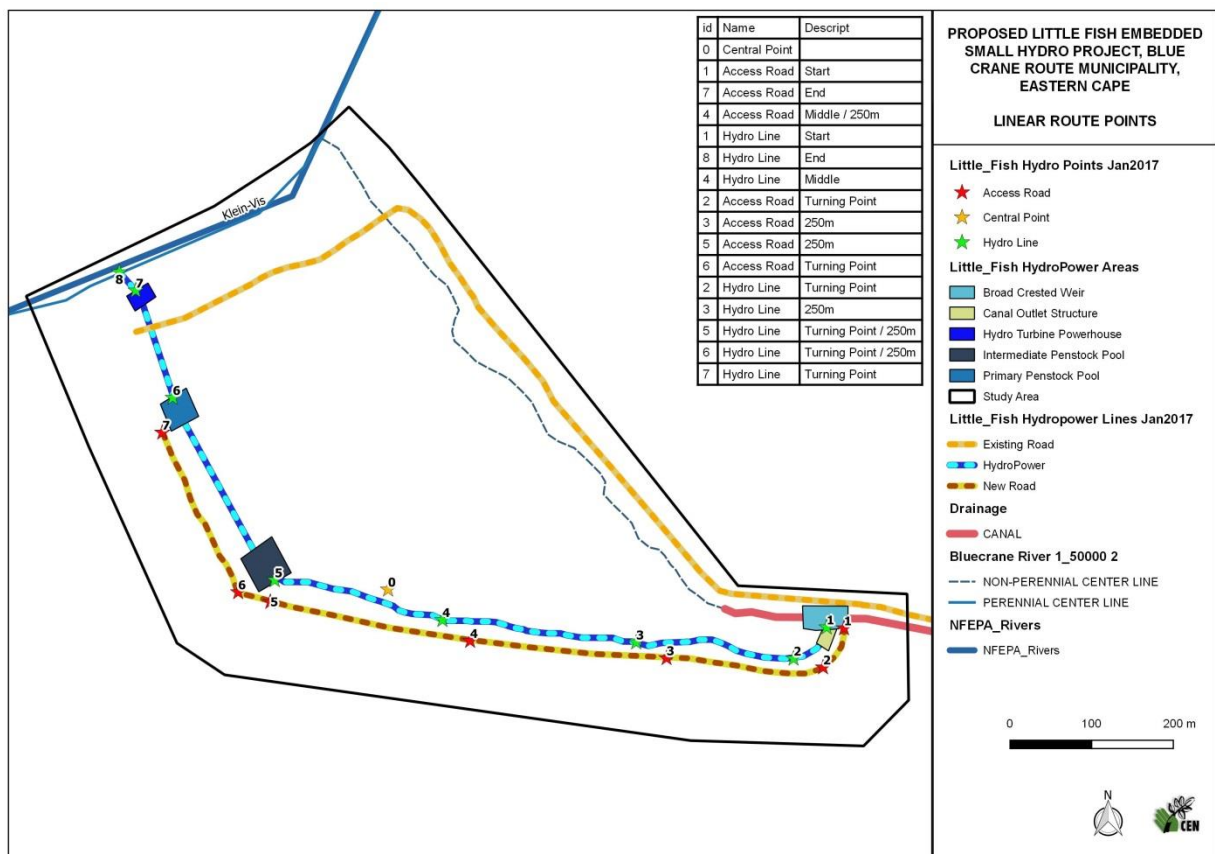 id Name Descript
0 Central Point
1 Access Road Start
7 Access Road End
4 Access Road Middle / 250m
1 Hydro Line Start
8 Hydro Line End
4 Hydro Line Middle
2 Access Road Turning Point
3 Access Road 250m
5 Access Road 250m
6 Access Road Turning Point
2 Hydro Line Turning Point
3 Hydro Line 250m
5 Hydro Line Turning Point / 250m
6 Hydro Line Turning Point / 250m
7 Hydro Line Turning Point
Klein-Vis
8
7
6
7
5
6
5
0
4
4
3
3
2
2
1
1
PROPOSED LITTLE FISH EMBEDDED
SMALL HYDRO PROJECT, BLUE
CRANE ROUTE MUNICIPALITY,
EASTERN CAPE
LINEAR ROUTE POINTS
Little_Fish Hydro Points Jan2017
Access Road
Central Point
Hydro Line
Little_Fish HydroPower Areas
Broad Crested Weir
Canal Outlet Structure
Hydro Turbine Powerhouse
Intermediate Penstock Pool
Primary Penstock Pool
Study Area
Little_Fish Hydropower Lines Jan2017
Existing Road
HydroPower
New Road
Drainage
CANAL
Bluecrane River 1_50000 2
NON-PERENNIAL CENTER LINE
PERENNIAL CENTER LINE
NFEPA_Rivers
NFEPA_Rivers
0 100 200 m
N
CEN